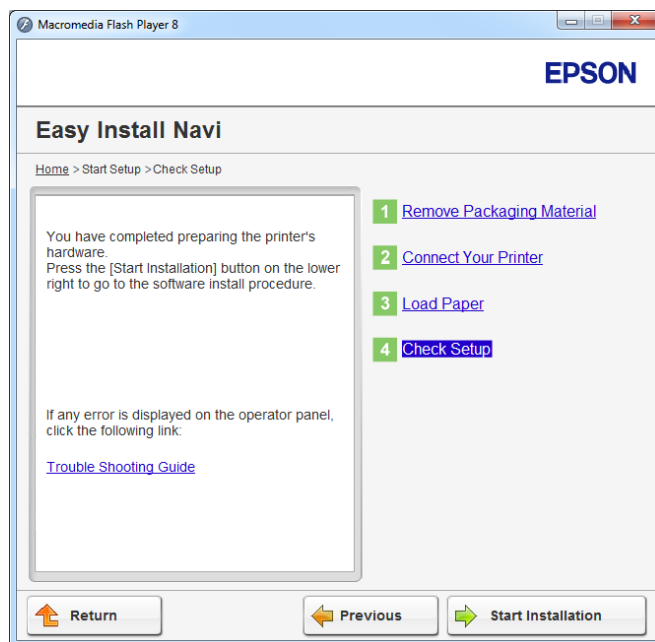 Macromedia Flash Player 8
EPSON
Easy Install Navi
Home > Start Setup >Check Setup
You have completed preparing the printer's
hardware.
Press the [Start Installation] button on the lower
right to go to the software install procedure.
If any error is displayed on the operator panel,
click the following link:
Trouble Shooting Guide
1 Remove Packaging Material
2 Connect Your Printer
3 Load Paper
4 Check Setup
Return
Previous
Start Installation